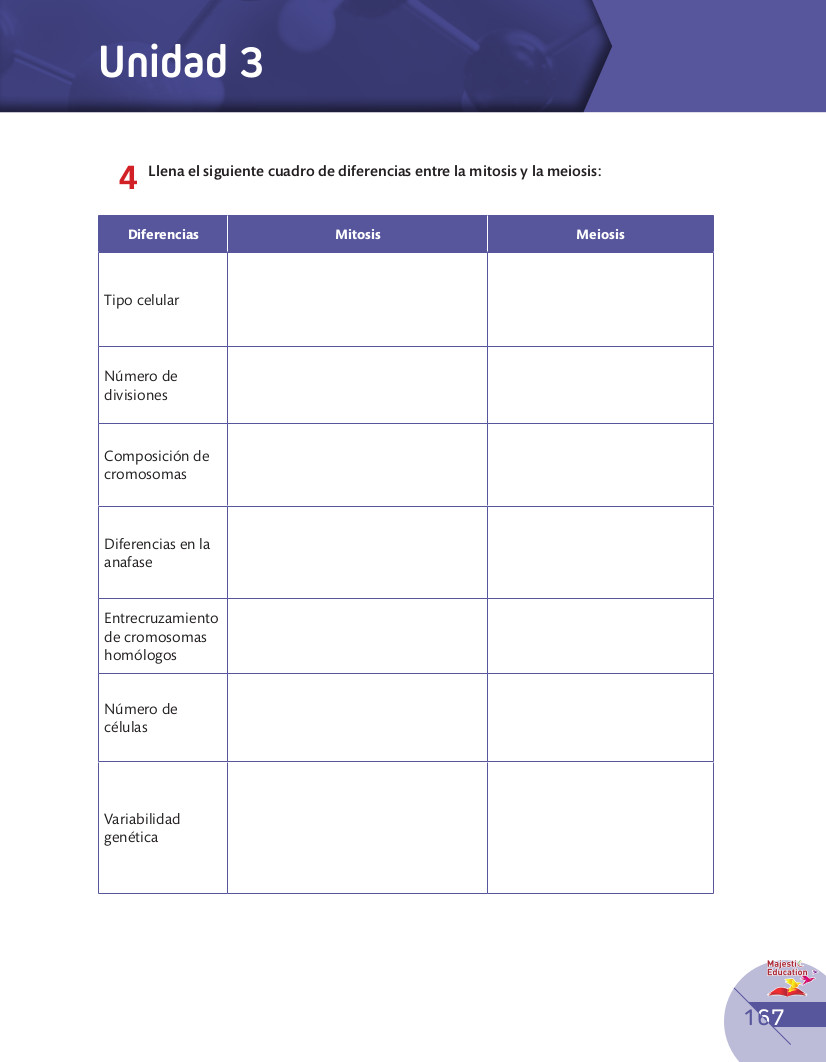 Unidad 3
4 Llena el siguiente cuadro de diferencias entre la mitosis y la meiosis:
Diferencias Mitosis Meiosis
Tipo celular
Número de
divisiones
Composición de
cromosomas
Diferencias en la
anafase
Entrecruzamiento
de cromosomas
homólogos
Número de
células
Variabilidad
genética
Majestic
Education
167